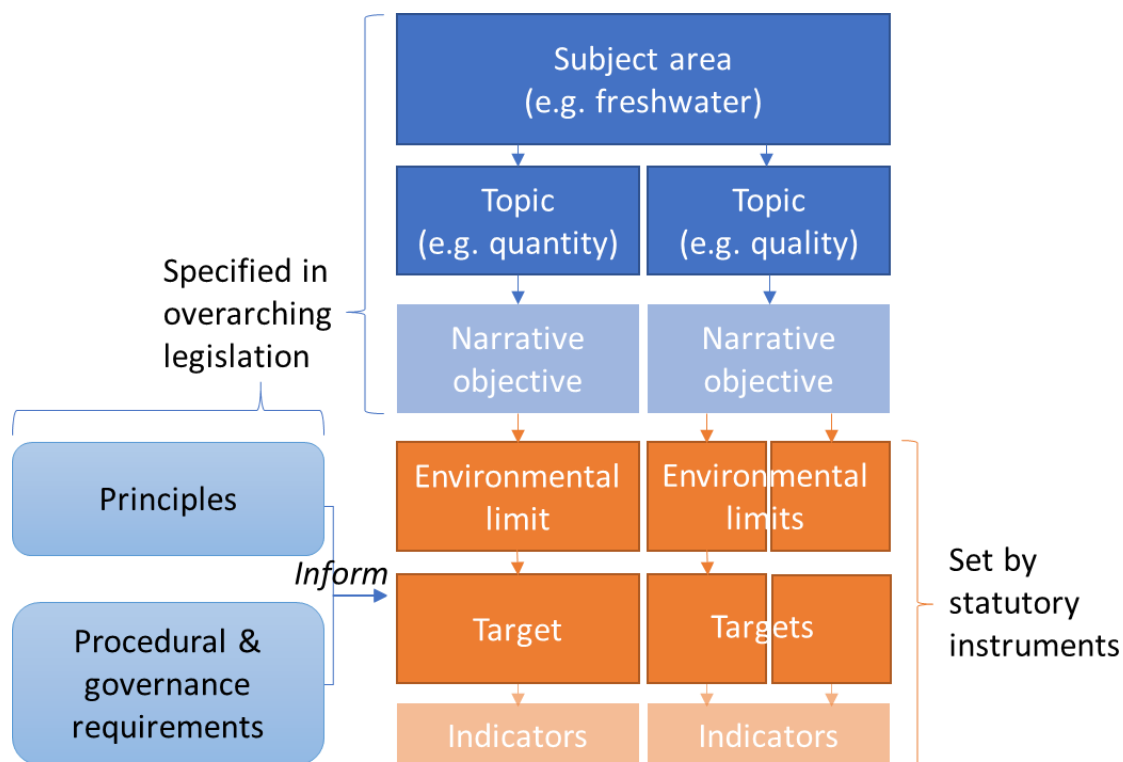 Subject area
(e.g. freshwater)
Topic
(e.g. quantity)
Topic
(e.g. quality)
Specified in
overarching
legislation
Narrative
objective
Narrative
objective
Principles
Procedural &
governance
requirements
Inform
Environmental
limit
Environmental
limits
Target
Targets
Indicators
Indicators
Set by
statutory
instruments